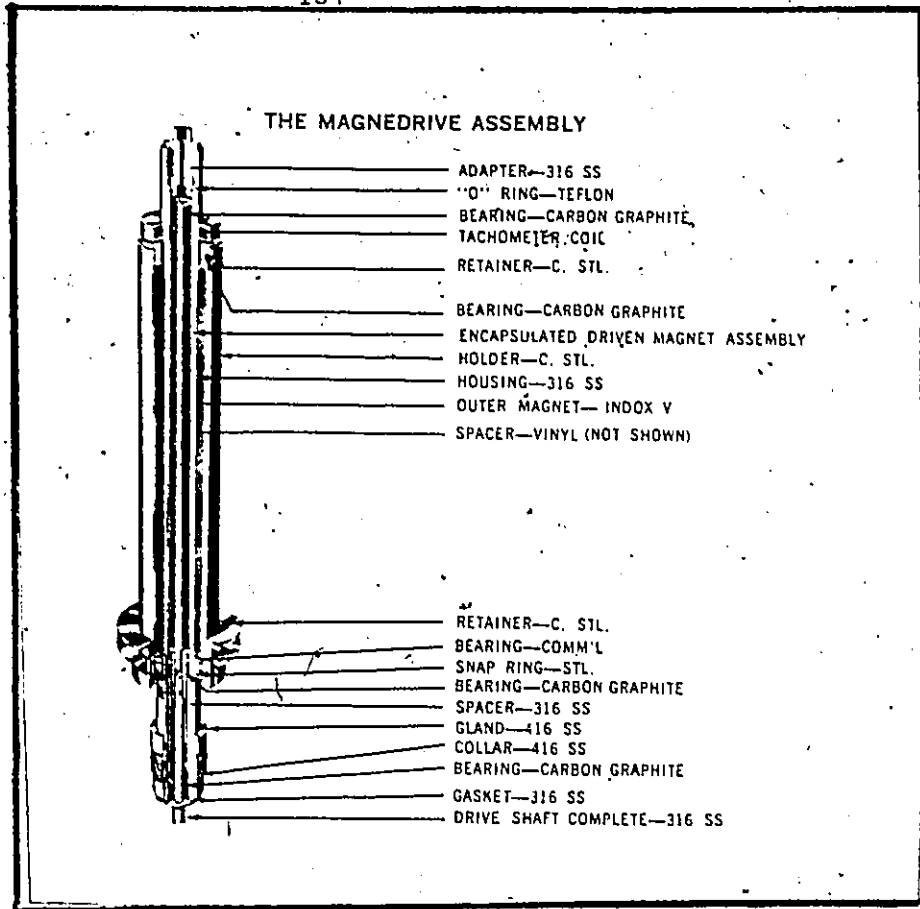 THE MAGNEDRIVE ASSEMBLY
ADAPTER—316 SS
"O" RING—TEFLON
BEARING—CARBON GRAPHITE
TACHOMETER COIL
RETAINER—C. STL.
BEARING—CARBON GRAPHITE
ENCAPSULATED DRIVEN MAGNET ASSEMBLY
HOLDER—C. STL.
HOUSING—316 SS
OUTER MAGNET—INDOX V
SPACER—VINYL (NOT SHOWN)
RETAINER—C. STL.
BEARING—COMM'L
SNAP RING—STL.
BEARING—CARBON GRAPHITE
SPACER—316 SS
GLAND—416 SS
COLLAR—416 SS
BEARING—CARBON GRAPHITE
GASKET—316 SS
DRIVE SHAFT COMPLETE—316 SS